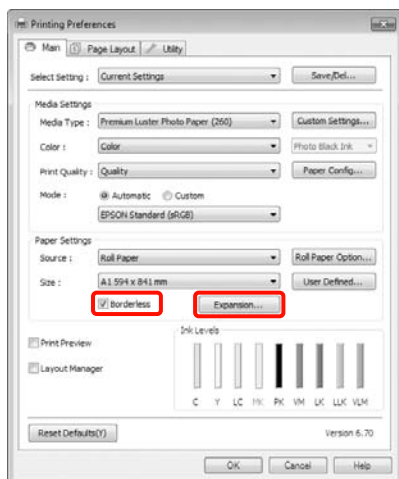 Printing Preferences
Main Page Layout Utility
Select Setting : Current Settings Save/Del...
Media Settings
Media Type : Premium Luster Photo Paper (260) Custom Settings...
Color : Color Photo Black Ink
Print Quality : Quality Paper Config...
Mode : Automatic Custom
EPSON Standard (sRGB)
Paper Settings
Source : Roll Paper Roll Paper Option...
Size : A1 594 x 841 mm User Defined...
Borderless Expansion...
Print Preview
Ink Levels
Layout Manager
C Y LC MK PK VM LK LLK VLM
Reset Defaults(Y) Version 6.70
OK Cancel Help